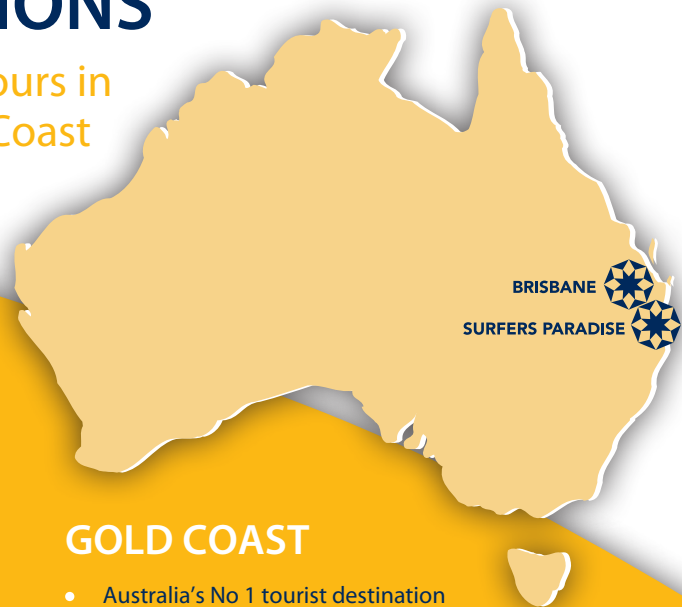 IONS
ours in
Coast
BRISBANE
SURFERS PARADISE
GOLD COAST
• Australia's No 1 tourist destination